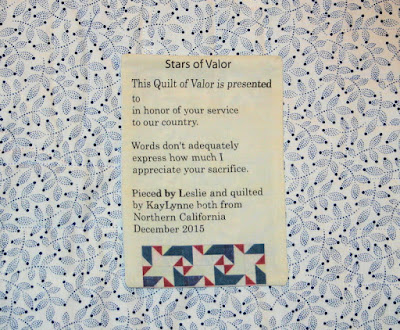 Stars of Valor
This Quilt of Valor is presented
to
in honor of your service
to our country.
Words don't adequately
express how much I
appreciate your sacrifice.
Pieced by Leslie and quilted
by KayLynne both from
Northern California
December 2015